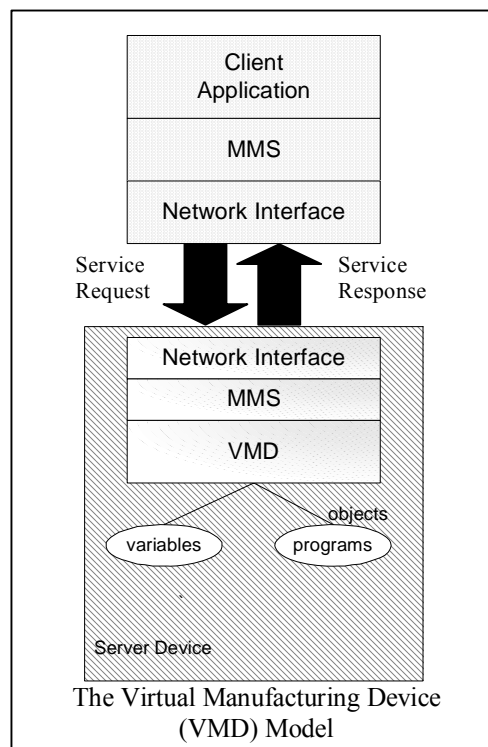 Client
Application
MMS
Network Interface
Service
Request
Service
Response
Network Interface
MMS
VMD
objects
variables
programs
Server Device
The Virtual Manufacturing Device
(VMD) Model